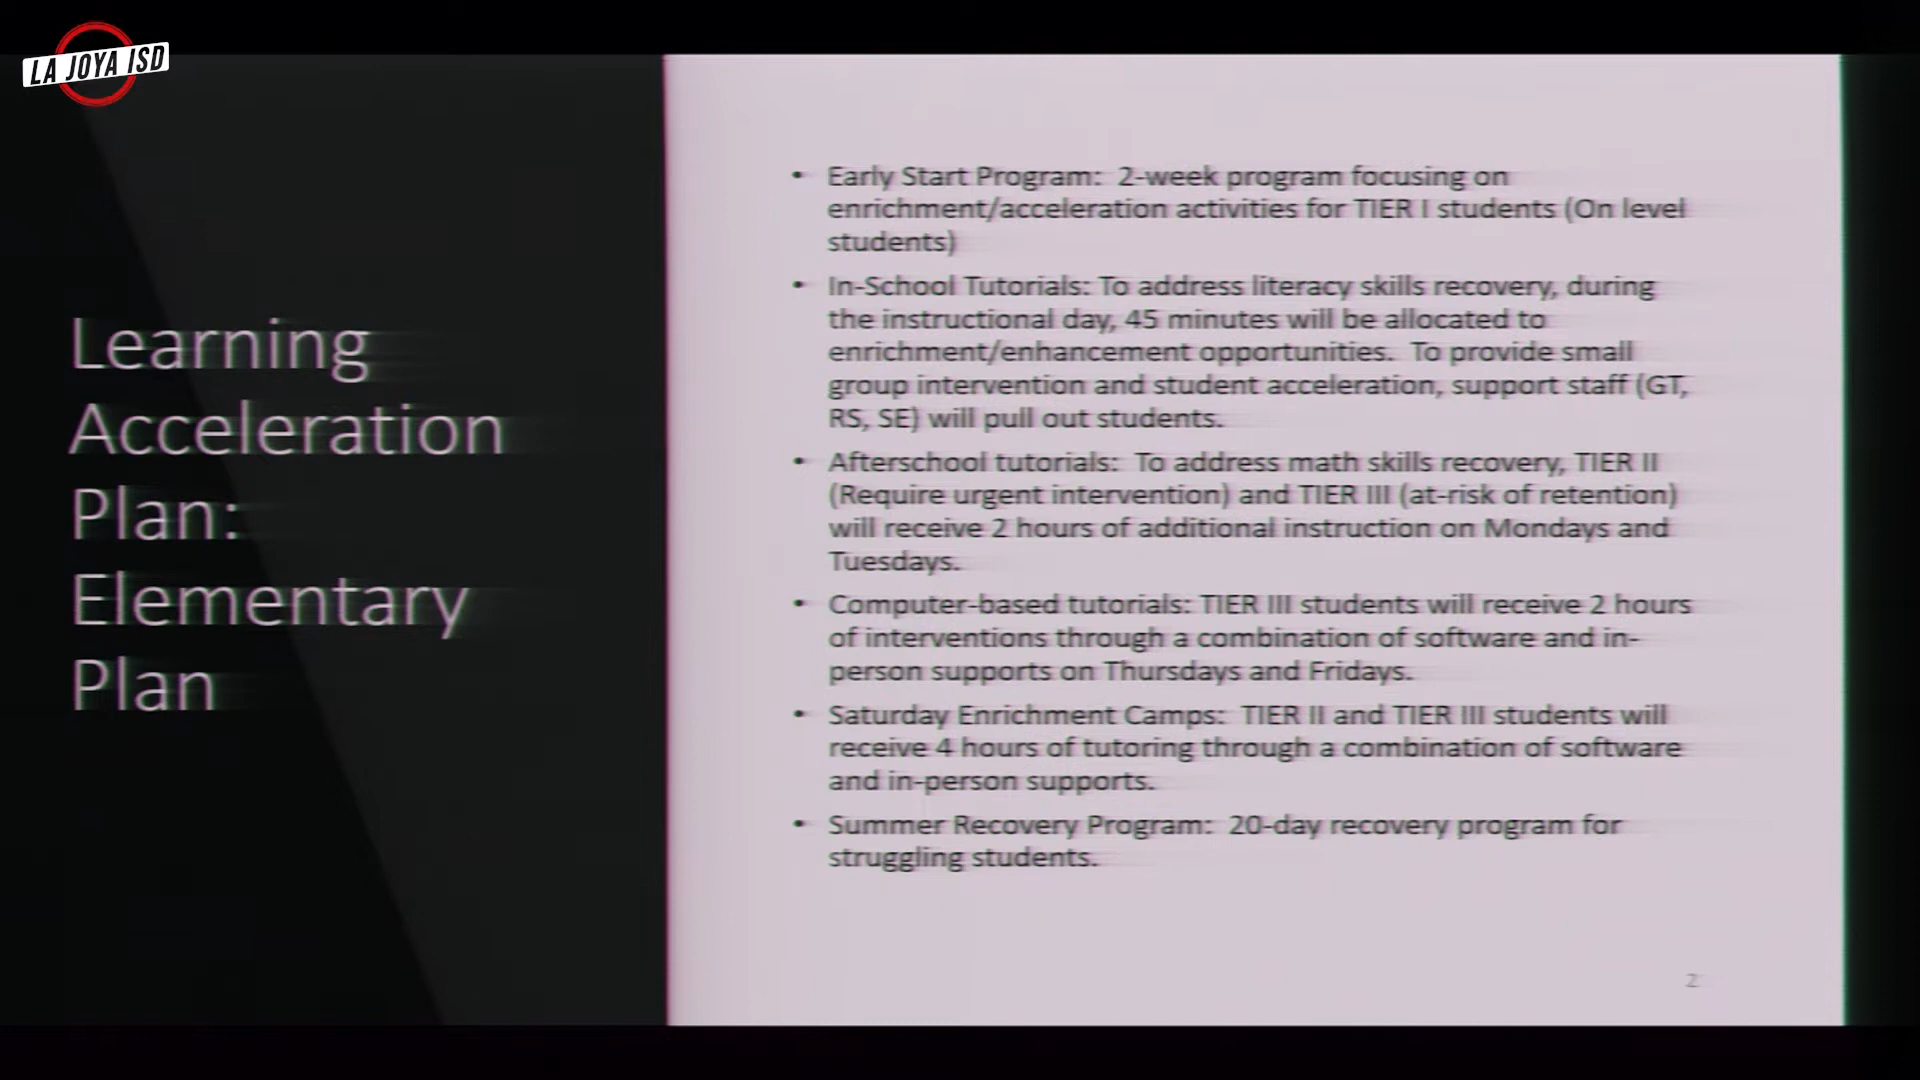 LA JOYA ISD
Learning
Acceleration
Plan:
Elementary
Plan
• Early Start Program:  2-week program focusing on
enrichment/acceleration activities for TIER I students (On level
students)
• In-School Tutorials: To address literacy skills recovery, during
the instructional day, 45 minutes will be allocated to
enrichment/enhancement opportunities.  To provide small
group intervention and student acceleration, support staff (GT,
RS, SE) will pull out students.
• Afterschool tutorials:  To address math skills recovery, TIER II
(Require urgent intervention) and TIER III (at-risk of retention)
will receive 2 hours of additional instruction on Mondays and
Tuesdays.
• Computer-based tutorials: TIER III students will receive 2 hours
of interventions through a combination of software and in-
person supports on Thursdays and Fridays.
• Saturday Enrichment Camps:  TIER II and TIER III students will
receive 4 hours of tutoring through a combination of software
and in-person supports.
• Summer Recovery Program:  20-day recovery program for
struggling students.
2